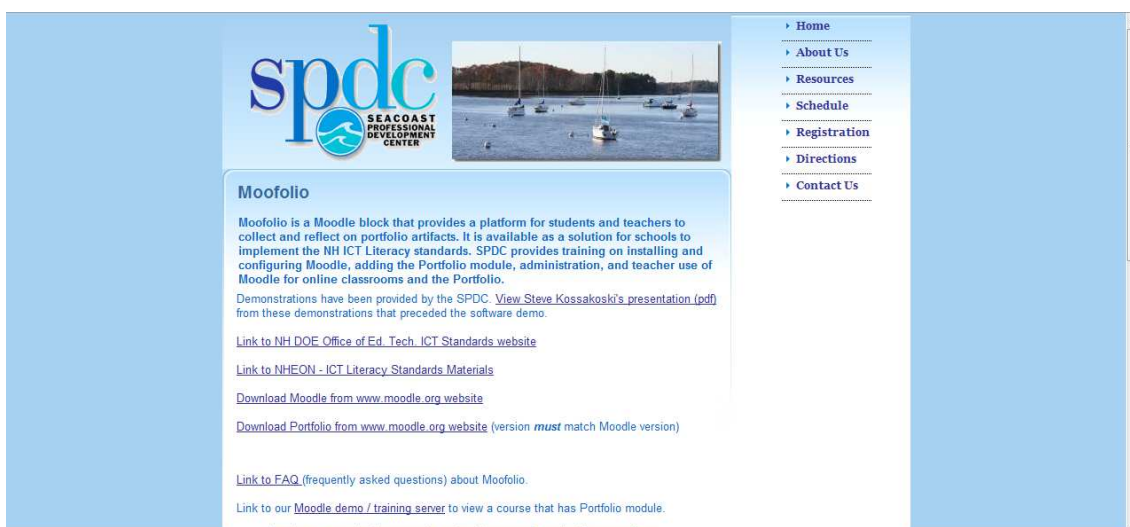 spdc
SEACOAST
PROFESSIONAL
DEVELOPMENT
CENTER
Home
About Us
Resources
Schedule
Registration
Directions
Contact Us
Moofolio
Moofolio is a Moodle block that provides a platform for students and teachers to
collect and reflect on portfolio artifacts. It is available as a solution for schools to
implement the NH ICT Literacy standards. SPDC provides training on installing and
configuring Moodle, adding the Portfolio module, administration, and teacher use of
Moodle for online classrooms and the Portfolio.
Demonstrations have been provided by the SPDC. View Steve Kossakoski's presentation (pdf)
from these demonstrations that preceded the software demo.
Link to NH DOE Office of Ed. Tech. ICT Standards website
Link to NHEON - ICT Literacy Standards Materials
Download Moodle from www.moodle.org website
Download Portfolio from www.moodle.org website (version must match Moodle version)
Link to FAQ (frequently asked questions) about Moofolio.
Link to our Moodle demo / training server to view a course that has Portfolio module.